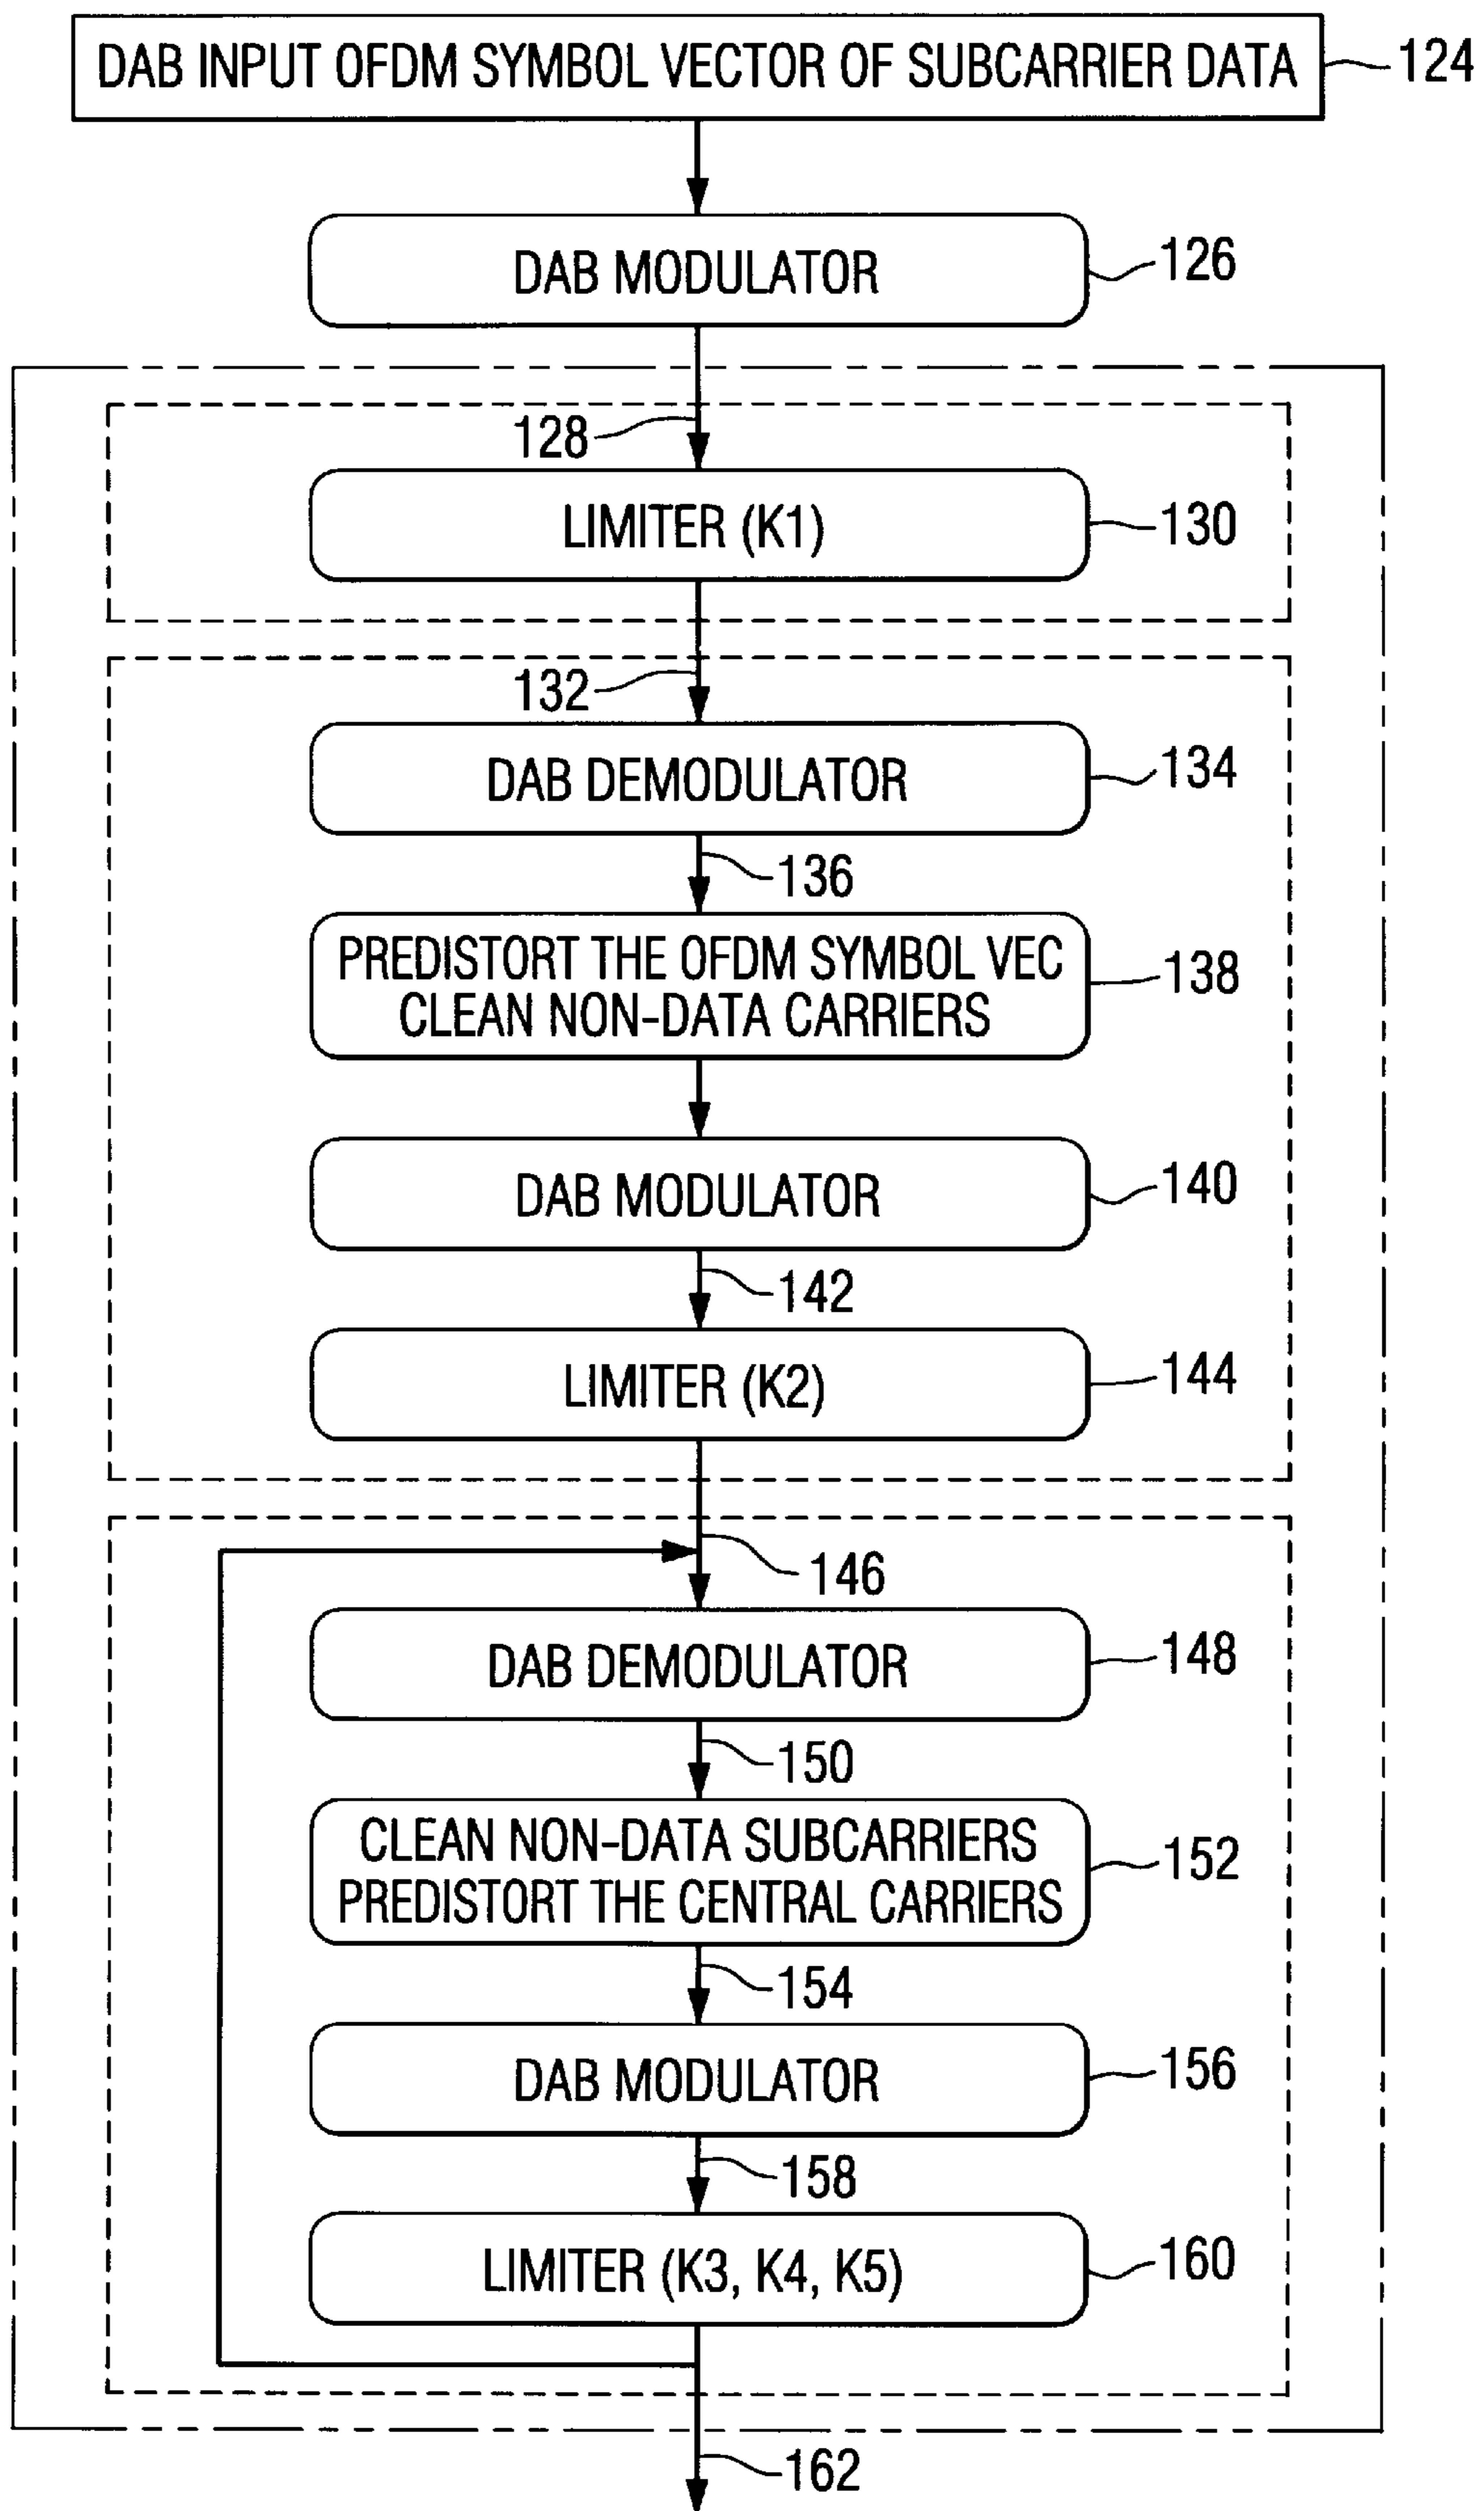 DAB INPUT OFDM SYMBOL VECTOR OF SUBCARRIER DATA
124
DAB MODULATOR
126
128
LIMITER (K1)
130
132
DAB DEMODULATOR
134
136
PREDISTORT THE OFDM SYMBOL VEC
CLEAN NON-DATA CARRIERS
138
DAB MODULATOR
140
142
LIMITER (K2)
144
146
DAB DEMODULATOR
148
150
CLEAN NON-DATA SUBCARRIERS
PREDISTORT THE CENTRAL CARRIERS
152
154
DAB MODULATOR
156
158
LIMITER (K3, K4, K5)
160
162